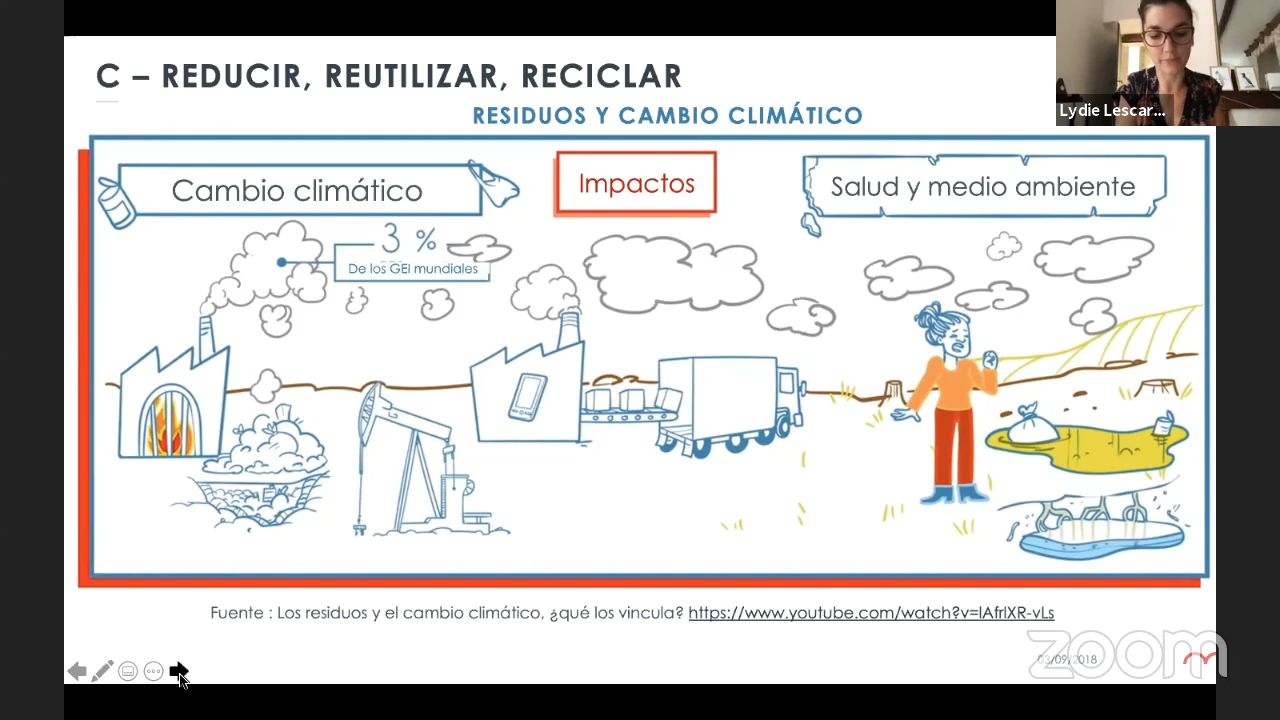 C – REDUCIR, REUTILIZAR, RECICLAR
RESIDUOS Y CAMBIO CLIMÁTICO
Lydie Lescar...
Cambio climático
Impactos
Salud y medio ambiente
3 %
De los GEI mundiales
Fuente : Los residuos y el cambio climático, ¿qué los vincula? https://www.youtube.com/watch?v=lAfrlXR-vLs
03/09/2018
zoom